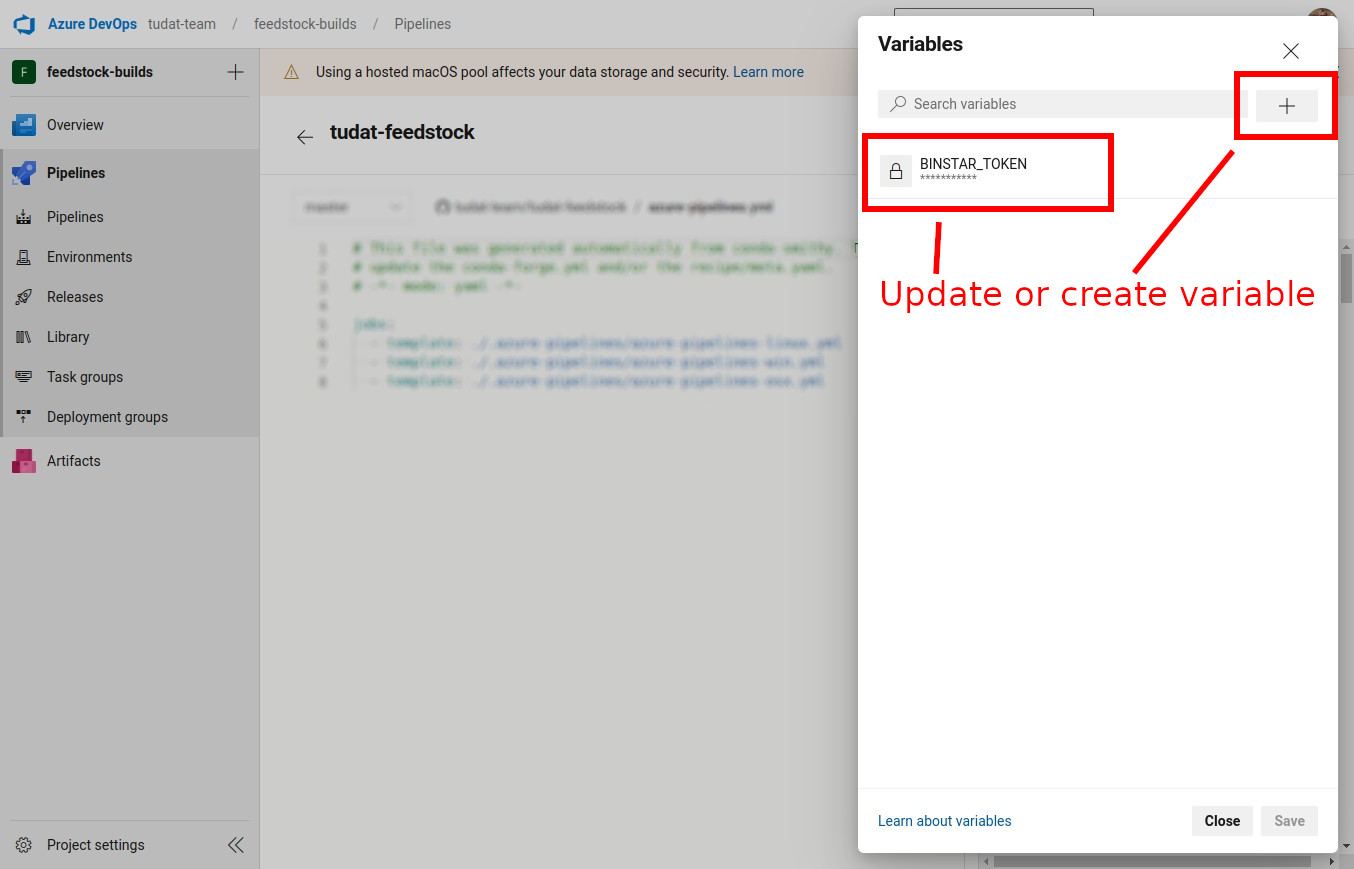 Azure DevOps tudat-team / feedstock-builds / Pipelines
F feedstock-builds
Overview
Pipelines
Pipelines
Environments
Releases
Library
Task groups
Deployment groups
Artifacts
Project settings
Using a hosted macOS pool affects your data storage and security. Learn more
tudat-feedstock
master tudat-team/tudat-feedstock / azure-pipelines.yml
1 # This file was generated automatically from conda smithy. T
2 # update the conda-forge.yml and/or the recipe/meta.yaml.
3 # -*- mode: yaml -*-
4
5 jobs:
6 - template: ./.azure-pipelines/azure-pipelines-linux.yml
7 - template: ./.azure-pipelines/azure-pipelines-win.yml
8 - template: ./.azure-pipelines/azure-pipelines-osx.yml
Variables
Search variables
BINSTAR_TOKEN
***********
Update or create variable
Learn about variables
Close
Save